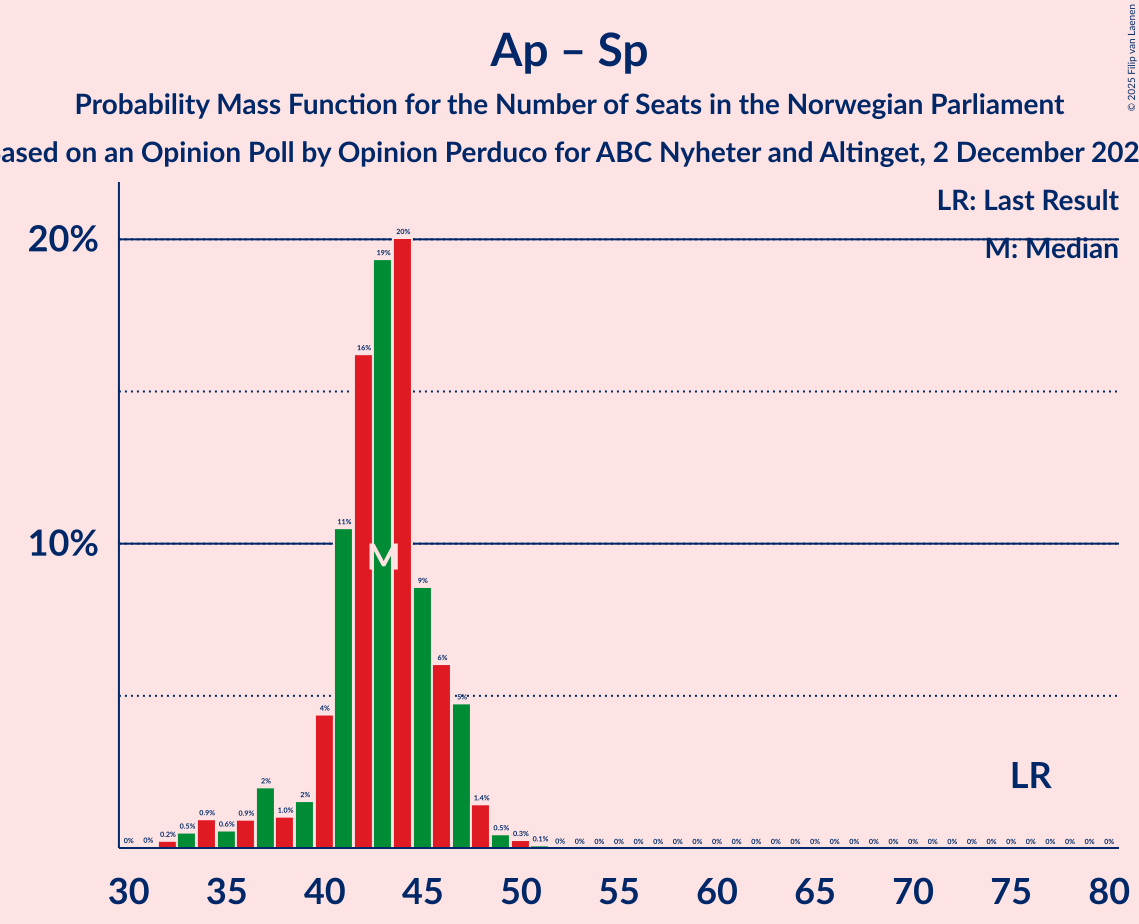 © 2025 Filip van Laenen
Ap – Sp
Probability Mass Function for the Number of Seats in the Norwegian Parliament
ased on an Opinion Poll by Opinion Perduco for ABC Nyheter and Altinget, 2 December 202
LR: Last Result
M: Median
20%
10%
0% 0% 0.2% 0.5% 0.9% 0.6% 0.9% 2% 1.0% 2% 4% 11% 16% 19% 20% 9% 6% 5% 1.4% 0.5% 0.3% 0.1% 0% 0% 0% 0% 0% 0% 0% 0% 0% 0% 0% 0% 0% 0% 0% 0% 0% 0% 0% 0% 0% 0% 0% 0% 0% 0% 0% 0% 0%
M
LR
30 35 40 45 50 55 60 65 70 75 80